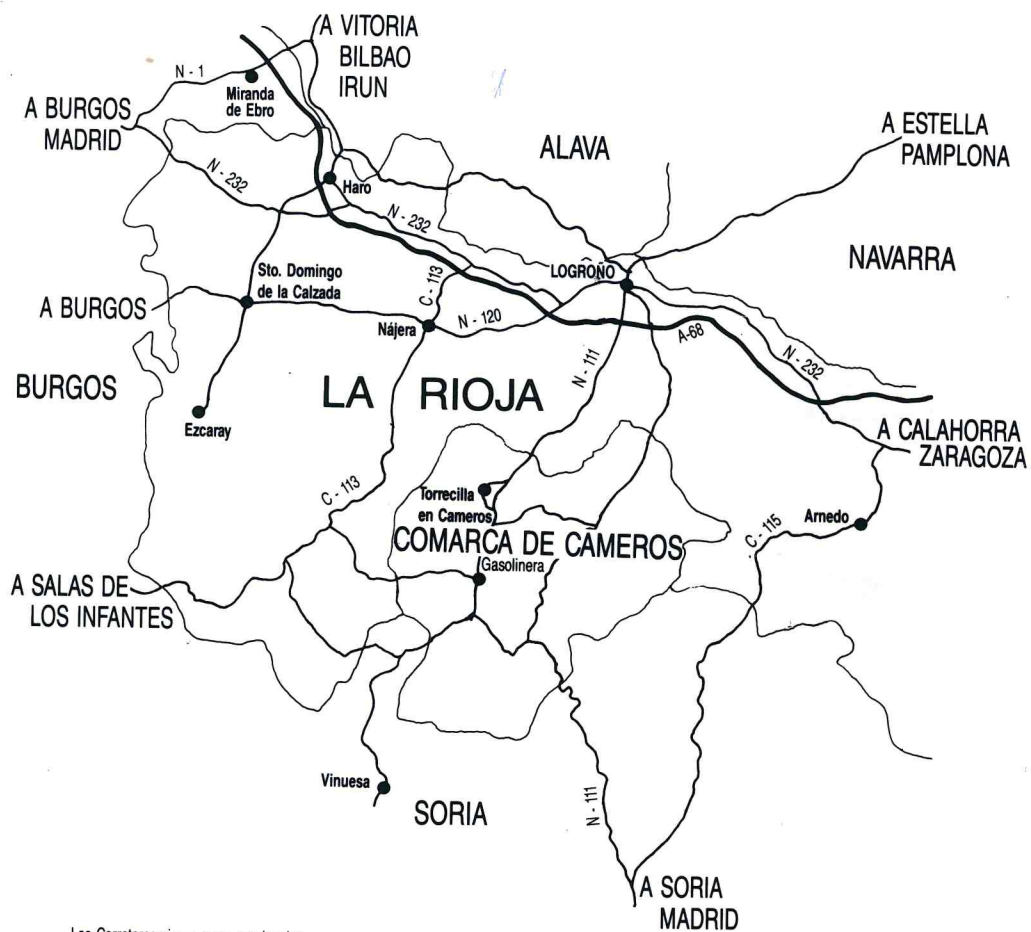 A VITORIA
BILBAO
IRUN
N - 1
Miranda
de Ebro
A BURGOS
MADRID
ALAVA
A ESTELLA
PAMPLONA
N - 232
Haro
N - 232
NAVARRA
LOGROÑO
Sto. Domingo
de la Calzada
C - 113
A BURGOS
Nájera
N - 120
A-68
N - 111
N - 232
BURGOS
LA RIOJA
Ezcaray
A CALAHORRA
ZARAGOZA
C - 113
Torrecilla
en Cameros
Arnedo
C - 115
COMARCA DE CAMEROS
Gasolinera
A SALAS DE
LOS INFANTES
Vinuesa
SORIA
N - 111
A SORIA
MADRID